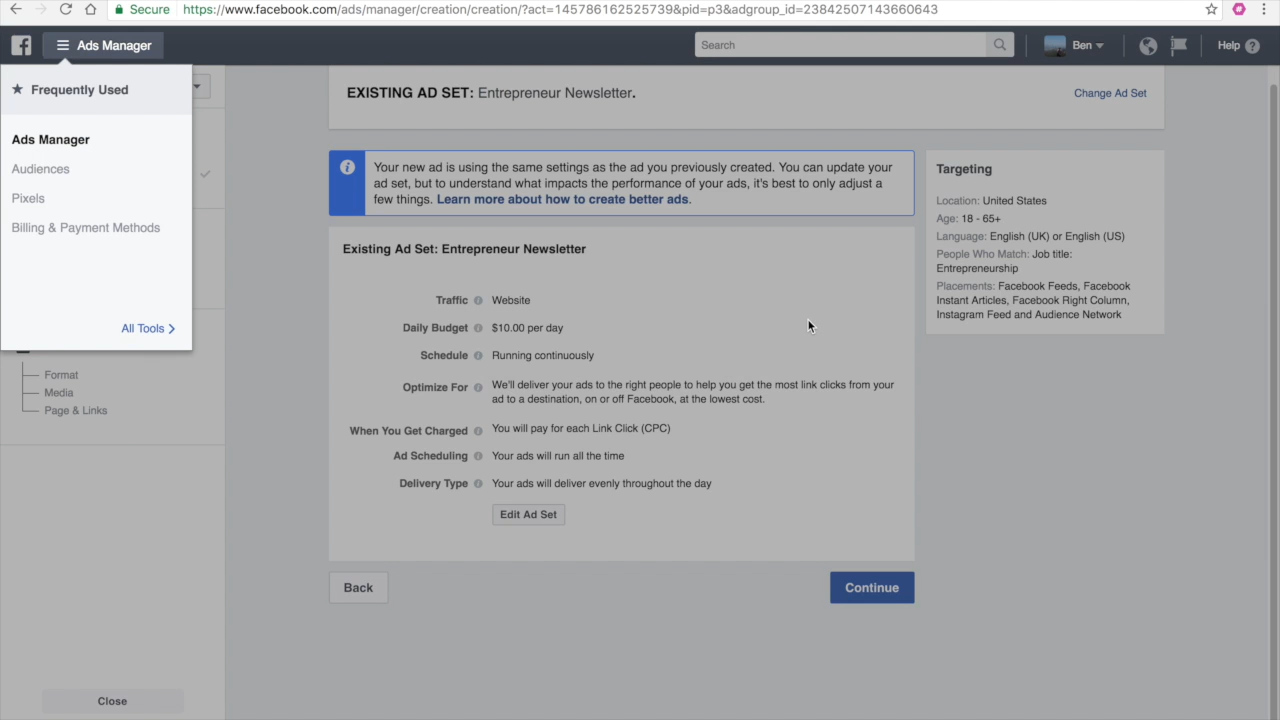 Secure https://www.facebook.com/ads/manager/creation/creation/?act=145786162525739&pid=p3&adgroup_id=23842507143660643
Ads Manager
Search
Ben
Help
Frequently Used
Ads Manager
Audiences
Pixels
Billing & Payment Methods
All Tools
Format
Media
Page & Links
Close
EXISTING AD SET: Entrepreneur Newsletter.
Change Ad Set
Your new ad is using the same settings as the ad you previously created. You can update your
ad set, but to understand what impacts the performance of your ads, it's best to only adjust a
few things. Learn more about how to create better ads.
Existing Ad Set: Entrepreneur Newsletter
Traffic Website
Daily Budget $10.00 per day
Schedule Running continuously
Optimize For We'll deliver your ads to the right people to help you get the most link clicks from your
ad to a destination, on or off Facebook, at the lowest cost.
When You Get Charged You will pay for each Link Click (CPC)
Ad Scheduling Your ads will run all the time
Delivery Type Your ads will deliver evenly throughout the day
Edit Ad Set
Back
Continue
Targeting
Location: United States
Age: 18 - 65+
Language: English (UK) or English (US)
People Who Match: Job title:
Entrepreneurship
Placements: Facebook Feeds, Facebook
Instant Articles, Facebook Right Column,
Instagram Feed and Audience Network